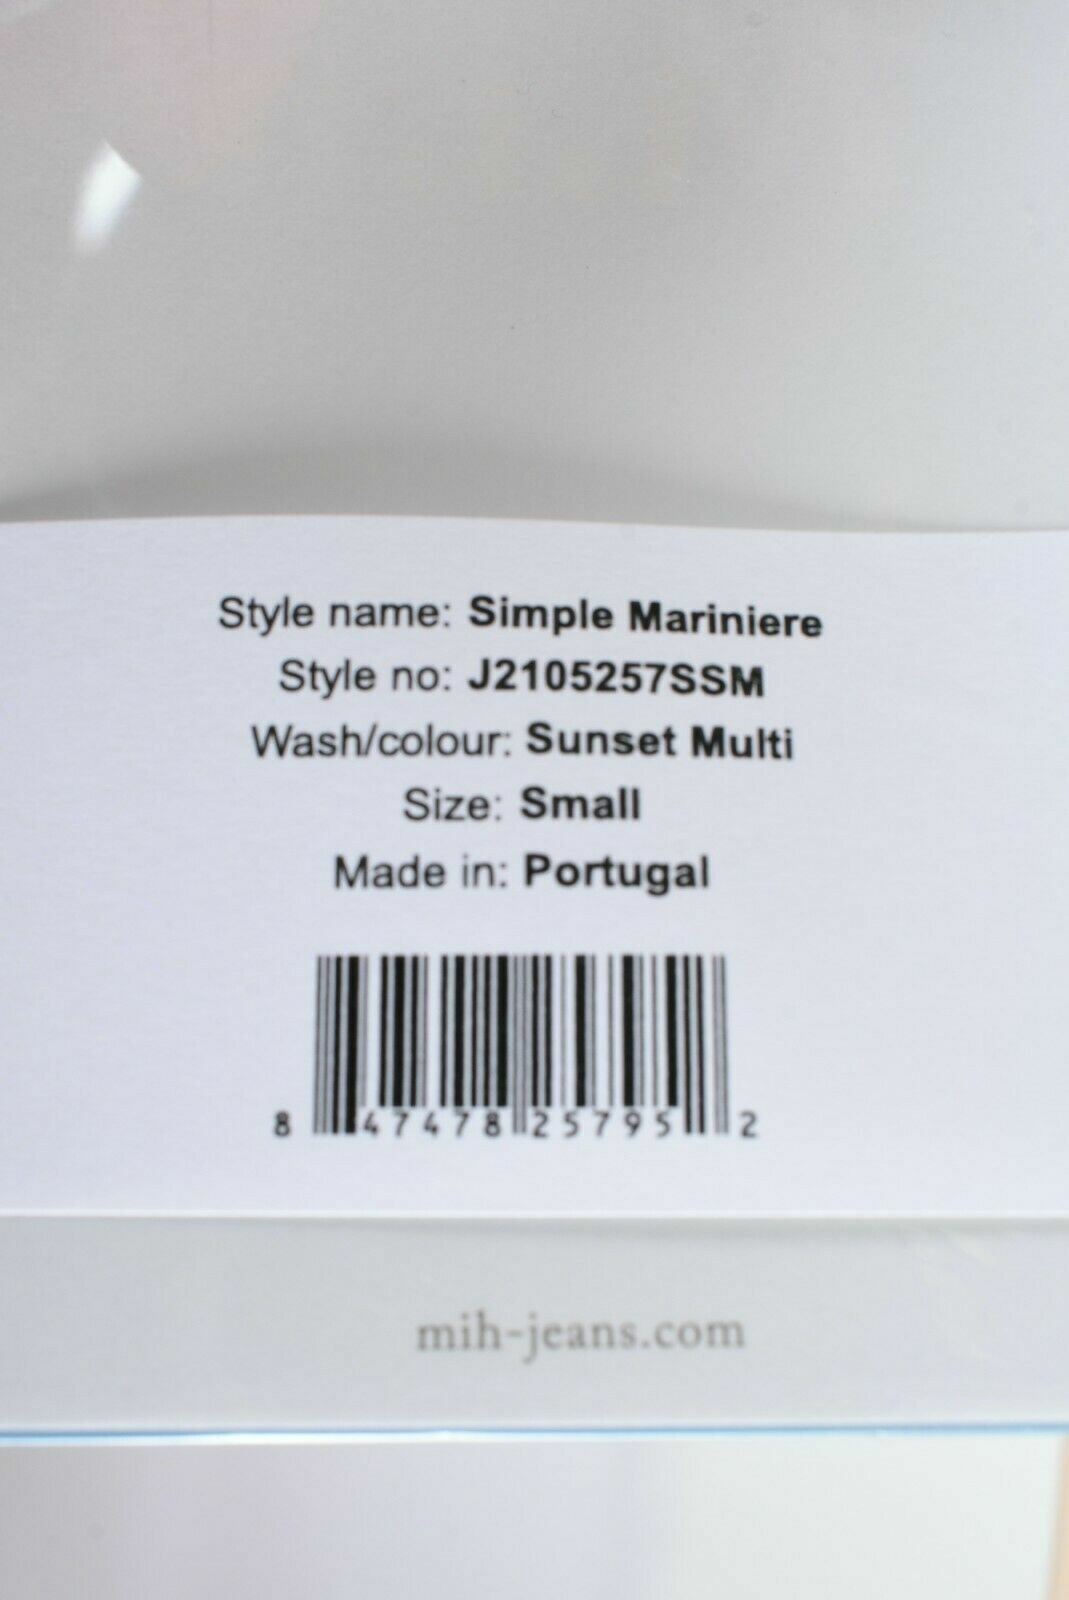 Style name: Simple Mariniere
Style no: J2105257SSM
Wash/colour: Sunset Multi
Size: Small
Made in: Portugal
8 47478 25795 2
mih-jeans.com